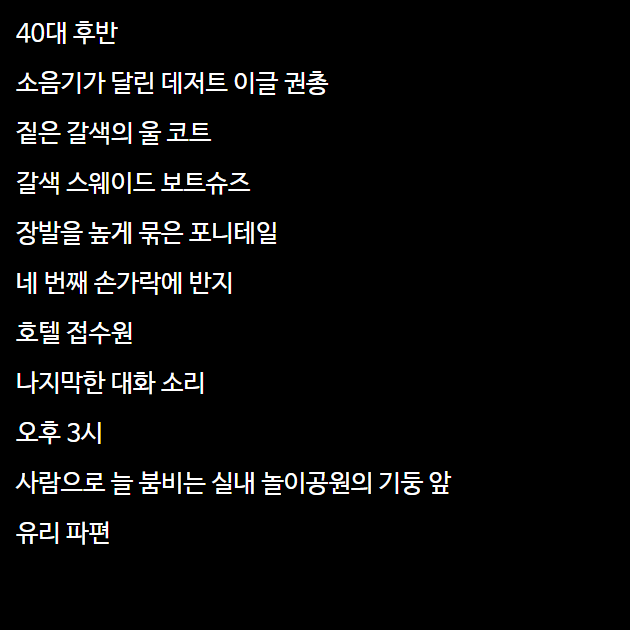 40대 후반
소음기가 달린 데저트 이글 권총
짙은 갈색의 울 코트
갈색 스웨이드 보트슈즈
장발을 높게 묶은 포니테일
네 번째 손가락에 반지
호텔 접수원
나지막한 대화 소리
오후 3시
사람으로 늘 붐비는 실내 놀이공원의 기둥 앞
유리 파편